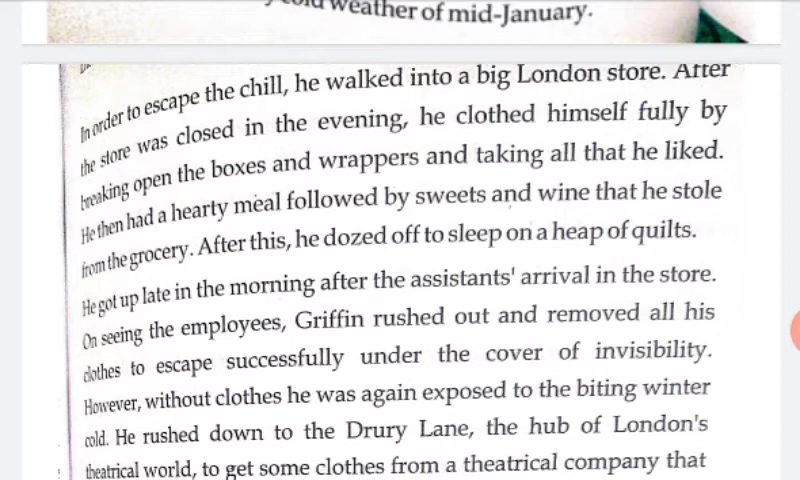 cold weather of mid-January.
In order to escape the chill, he walked into a big London store. After
the store was closed in the evening, he clothed himself fully by
breaking open the boxes and wrappers and taking all that he liked.
He then had a hearty meal followed by sweets and wine that he stole
from the grocery. After this, he dozed off to sleep on a heap of quilts.
He got up late in the morning after the assistants' arrival in the store.
On seeing the employees, Griffin rushed out and removed all his
clothes to escape successfully under the cover of invisibility.
However, without clothes he was again exposed to the biting winter
cold. He rushed down to the Drury Lane, the hub of London's
theatrical world, to get some clothes from a theatrical company that